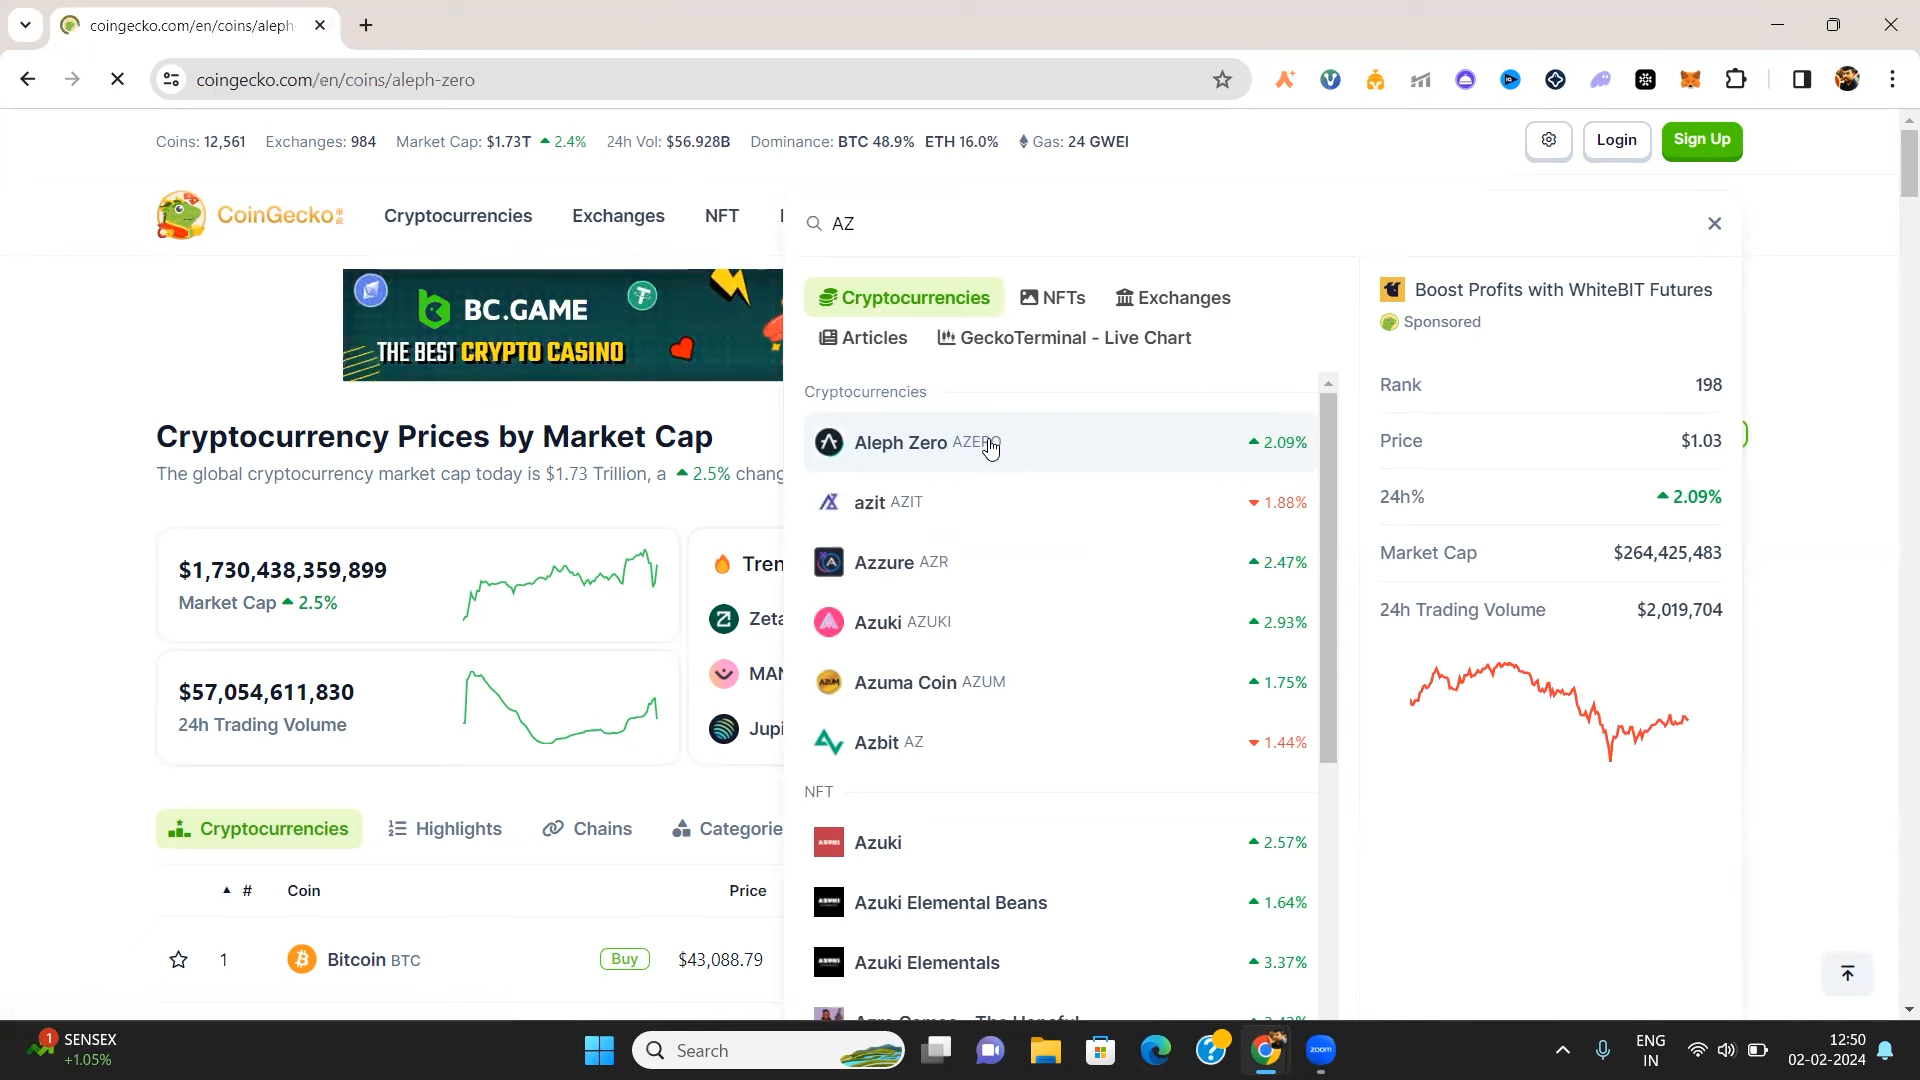 coingecko.com/en/coins/aleph-
coingecko.com/en/coins/aleph-zero
Coins: 12,561 Exchanges: 984 Market Cap: $1.73T 2.4% 24h Vol: $56.928B Dominance: BTC 48.9% ETH 16.0% Gas: 24 GWEI
Login
Sign Up
CoinGecko
Cryptocurrencies
Exchanges
NFT
AZ
BC.GAME
THE BEST CRYPTO CASINO
Cryptocurrency Prices by Market Cap
The global cryptocurrency market cap today is $1.73 Trillion, a 2.5% chang
$1,730,438,359,899
Market Cap 2.5%
$57,054,611,830
24h Trading Volume
Tren
Zeta
MAN
Jupi
Cryptocurrencies
Highlights
Chains
Categorie
# Coin Price
1 Bitcoin BTC Buy $43,088.79
Cryptocurrencies NFTs Exchanges
Articles GeckoTerminal - Live Chart
Cryptocurrencies
Aleph Zero AZERO 2.09%
azit AZIT 1.88%
Azzure AZR 2.47%
Azuki AZUKI 2.93%
Azuma Coin AZUM 1.75%
Azbit AZ 1.44%
NFT
Azuki 2.57%
Azuki Elemental Beans 1.64%
Azuki Elementals 3.37%
Boost Profits with WhiteBIT Futures
Sponsored
Rank 198
Price $1.03
24h% 2.09%
Market Cap $264,425,483
24h Trading Volume $2,019,704
1
SENSEX
+1.05%
Search
zoom
ENG
IN
12:50
02-02-2024